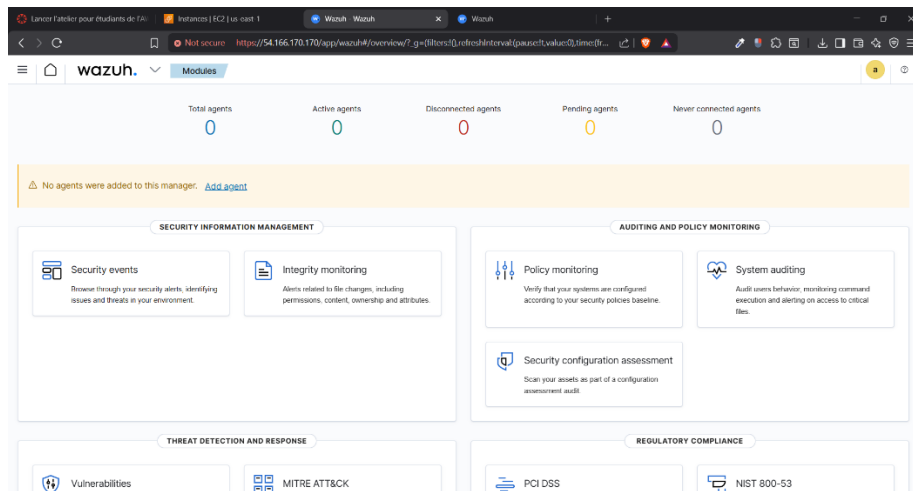 Lancer l'atelier pour étudiants de l'A
Instances | EC2 | us-east-1
Wazuh - Wazuh
Wazuh
Not secure https://54.166.170.170/app/wazuh#/overview/?_g=(filters:!(),refreshInterval:(pause:!t,value:0),time:(fr...
wazuh.
Modules
a
Total agents
0
Active agents
0
Disconnected agents
0
Pending agents
0
Never connected agents
0
No agents were added to this manager. Add agent
SECURITY INFORMATION MANAGEMENT
Security events
Browse through your security alerts, identifying
issues and threats in your environment.
Integrity monitoring
Alerts related to file changes, including
permissions, content, ownership and attributes.
AUDITING AND POLICY MONITORING
Policy monitoring
Verify that your systems are configured
according to your security policies baseline.
System auditing
Audit users behavior, monitoring command
execution and alerting on access to critical
files.
Security configuration assessment
Scan your assets as part of a configuration
assessment audit.
THREAT DETECTION AND RESPONSE
Vulnerabilities
MITRE ATT&CK
REGULATORY COMPLIANCE
PCI DSS
NIST 800-53